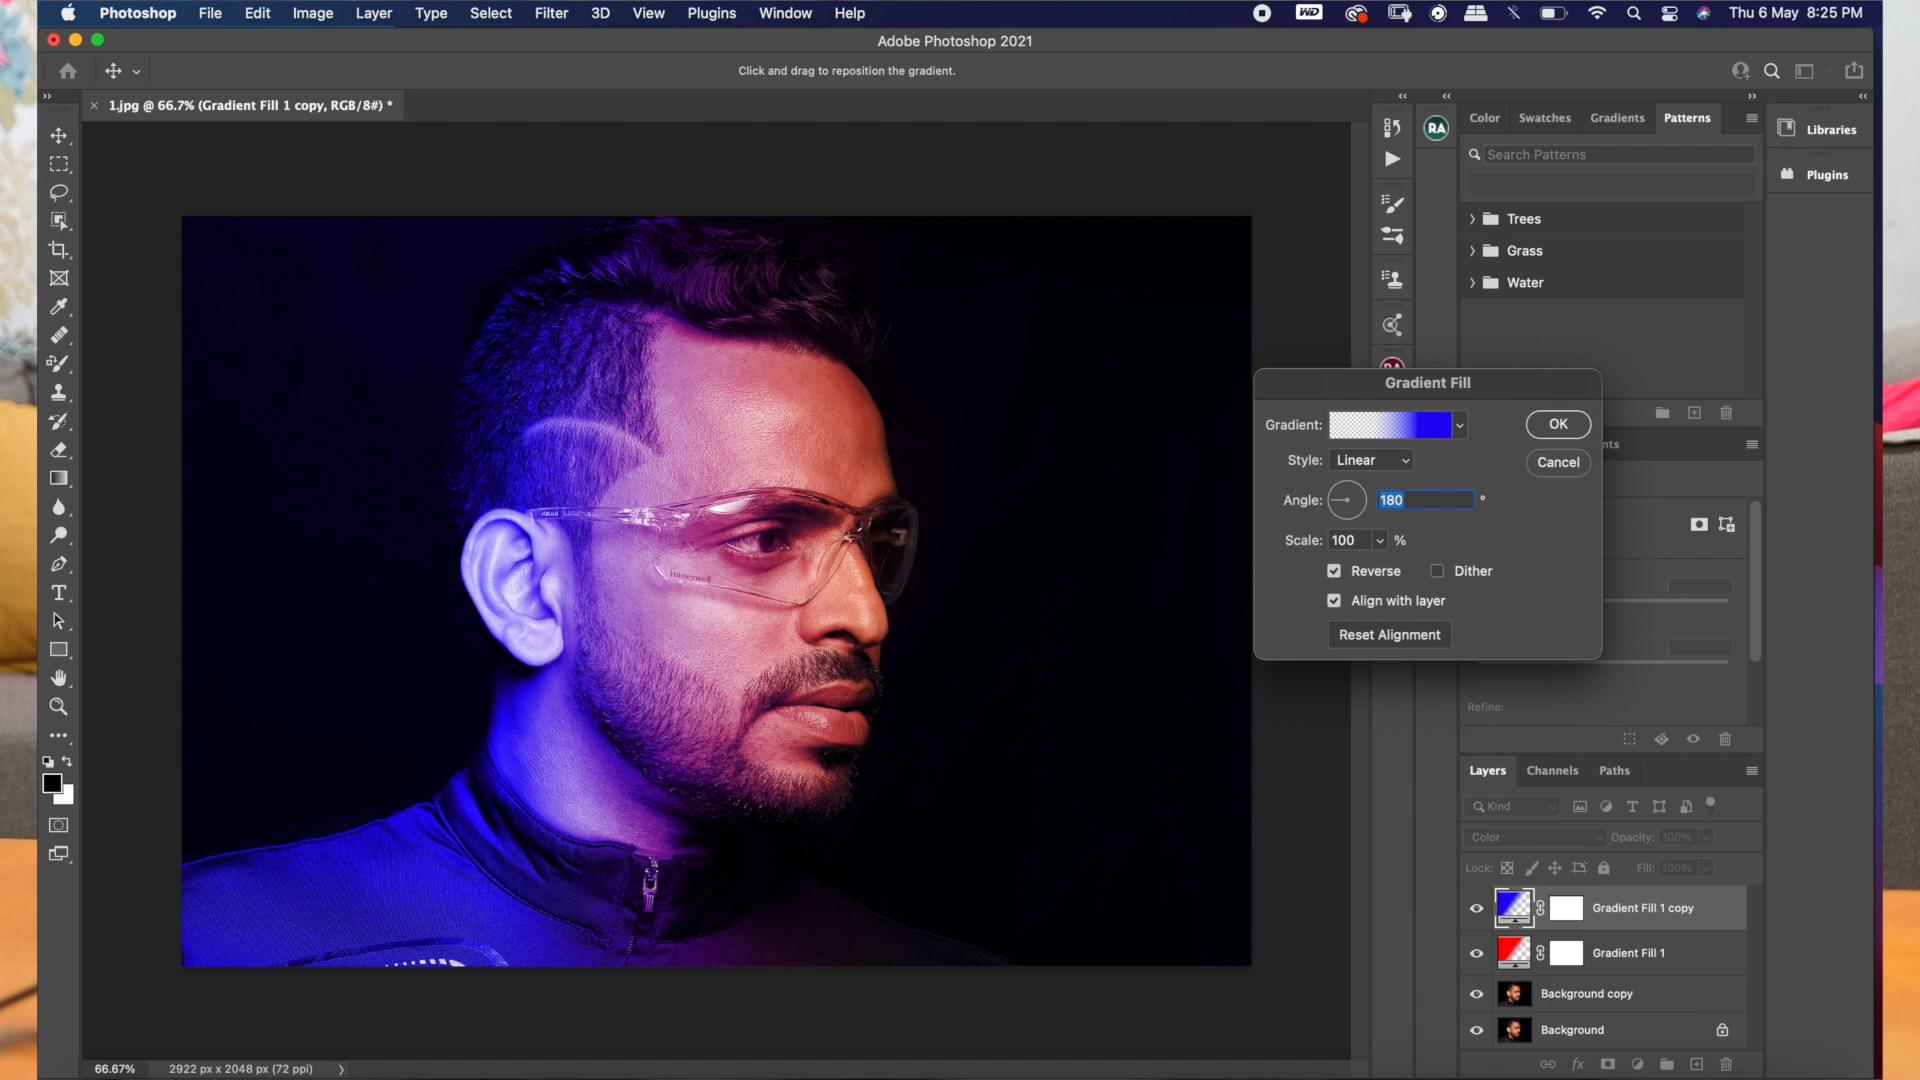 Photoshop File Edit Image Layer Type Select Filter 3D View Plugins Window Help
WD
Thu 6 May 8:25 PM
Adobe Photoshop 2021
Click and drag to reposition the gradient.
× 1.jpg @ 66.7% (Gradient Fill 1 copy, RGB/8#) *
RA
Color Swatches Gradients Patterns
Search Patterns
Trees
Grass
Water
Libraries
Plugins
Honeywell
Gradient Fill
Gradient:
OK
Style: Linear
Cancel
Angle: 180 °
Scale: 100 %
Reverse Dither
Align with layer
Reset Alignment
nts
Refine:
Layers Channels Paths
Kind
Color Opacity: 100%
Lock: Fill: 100%
Gradient Fill 1 copy
Gradient Fill 1
Background copy
Background
fx
66.67% 2922 px x 2048 px (72 ppi)